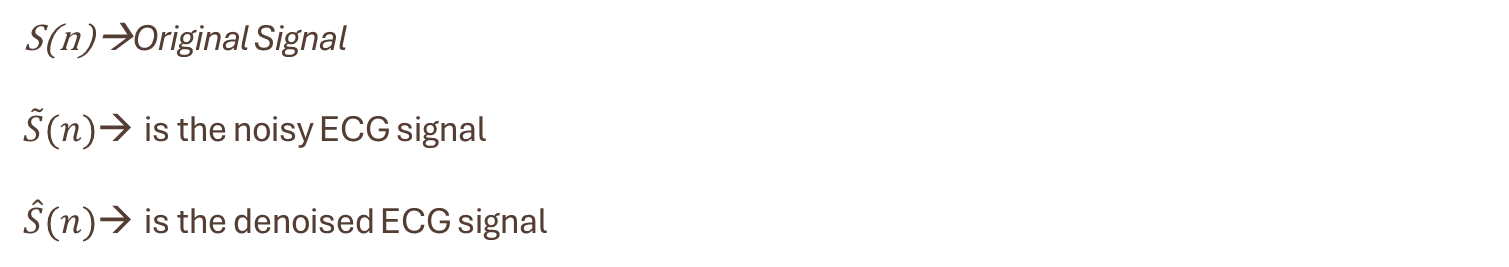 S(n)→Original Signal
S̃(n)→ is the noisy ECG signal
Ŝ(n)→ is the denoised ECG signal